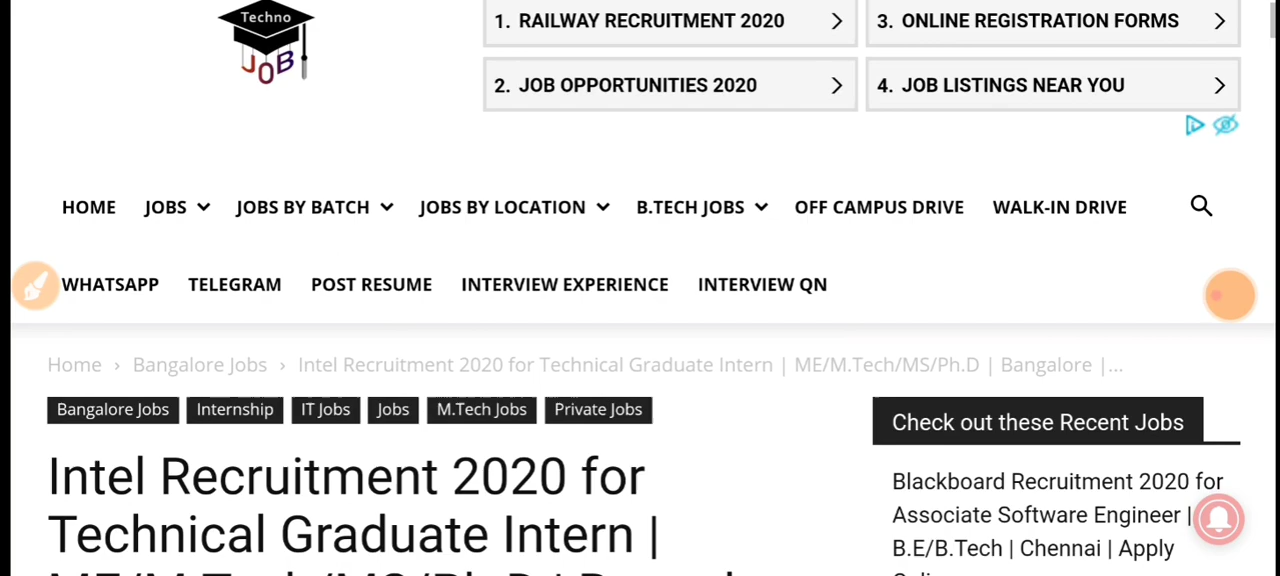 Techno
JOB
1. RAILWAY RECRUITMENT 2020
3. ONLINE REGISTRATION FORMS
2. JOB OPPORTUNITIES 2020
4. JOB LISTINGS NEAR YOU
HOME JOBS JOBS BY BATCH JOBS BY LOCATION B.TECH JOBS OFF CAMPUS DRIVE WALK-IN DRIVE
WHATSAPP TELEGRAM POST RESUME INTERVIEW EXPERIENCE INTERVIEW QN
Home › Bangalore Jobs › Intel Recruitment 2020 for Technical Graduate Intern | ME/M.Tech/MS/Ph.D | Bangalore |...
Bangalore Jobs Internship IT Jobs Jobs M.Tech Jobs Private Jobs
Intel Recruitment 2020 for
Technical Graduate Intern |
Check out these Recent Jobs
Blackboard Recruitment 2020 for
Associate Software Engineer |
B.E/B.Tech | Chennai | Apply